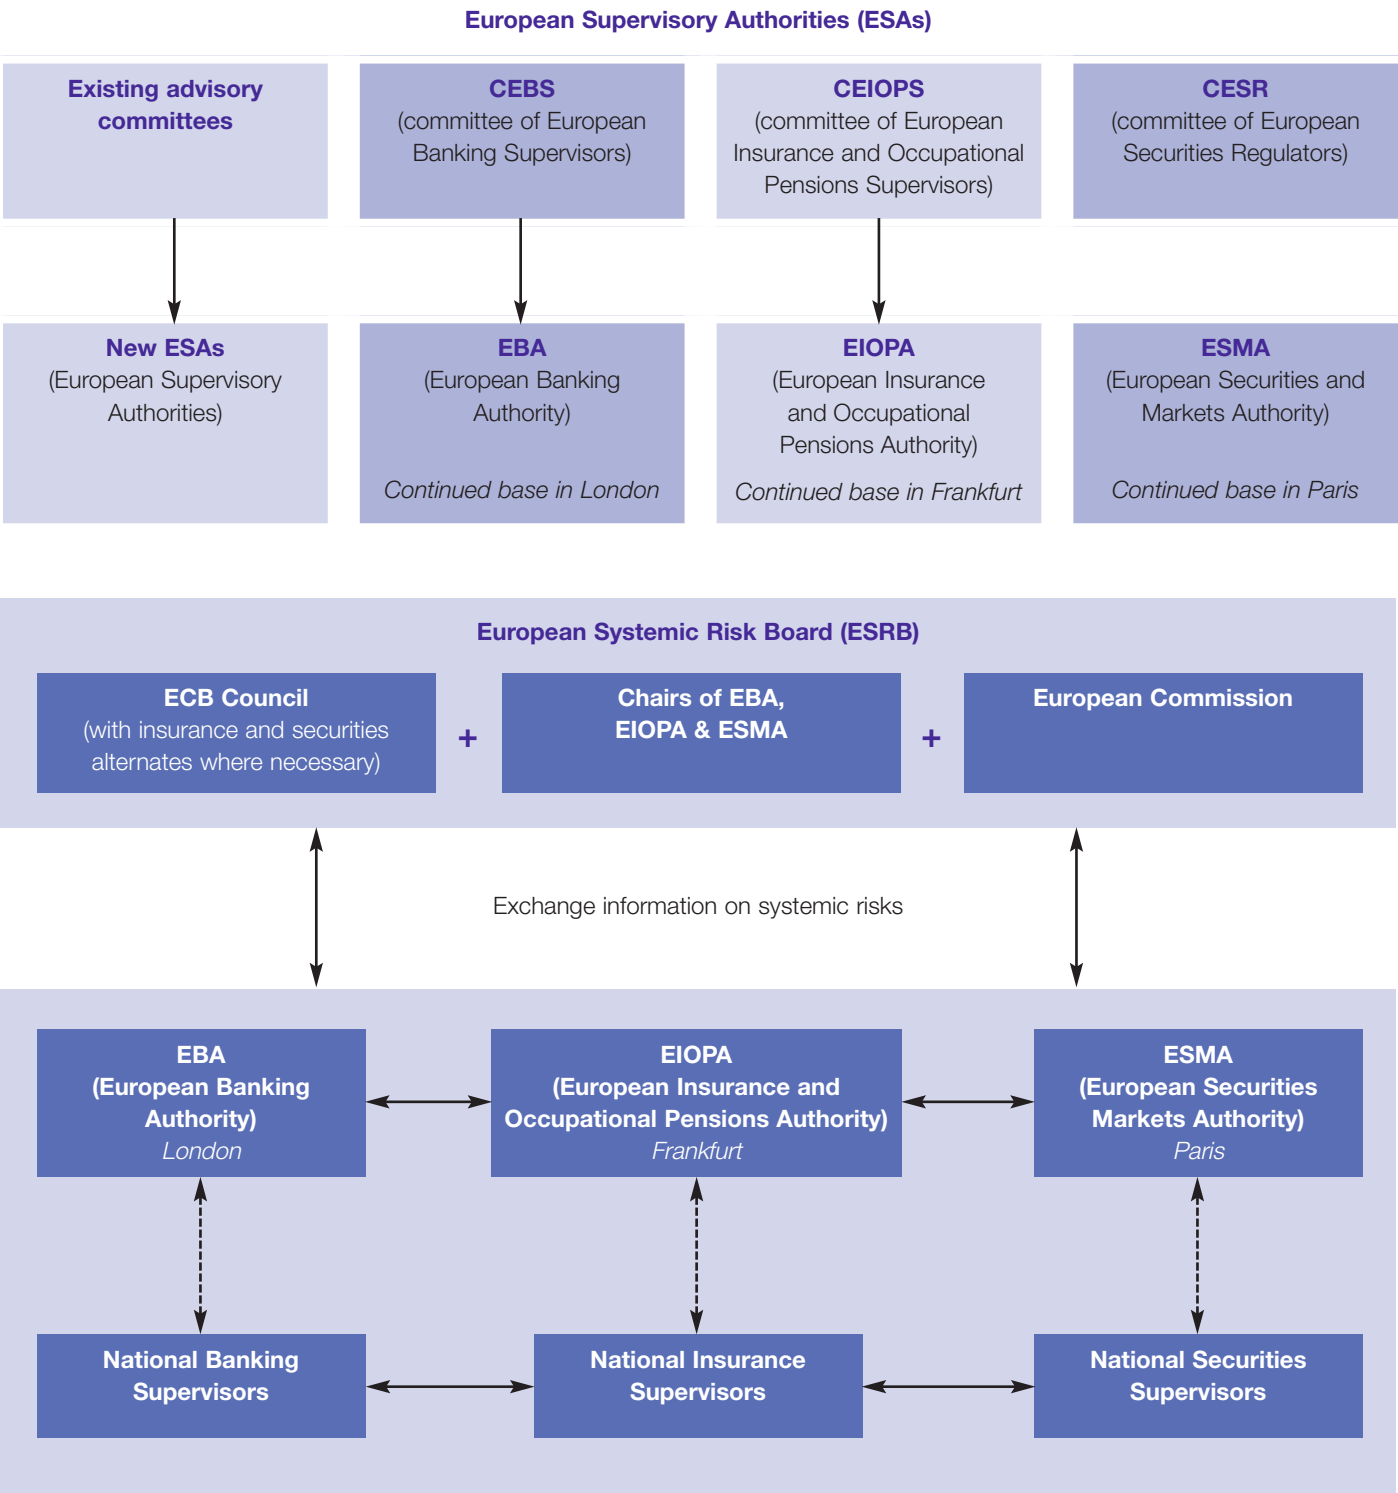 European Supervisory Authorities (ESAs)
Existing advisory
committees
CEBS
(committee of European
Banking Supervisors)
CEIOPS
(committee of European
Insurance and Occupational
Pensions Supervisors)
CESR
(committee of European
Securities Regulators)
New ESAs
(European Supervisory
Authorities)
EBA
(European Banking
Authority)
Continued base in London
EIOPA
(European Insurance
and Occupational
Pensions Authority)
Continued base in Frankfurt
ESMA
(European Securities and
Markets Authority)
Continued base in Paris
European Systemic Risk Board (ESRB)
ECB Council
(with insurance and securities
alternates where necessary)
+
Chairs of EBA,
EIOPA & ESMA
+
European Commission
Exchange information on systemic risks
EBA
(European Banking
Authority)
London
EIOPA
(European Insurance and
Occupational Pensions Authority)
Frankfurt
ESMA
(European Securities
Markets Authority)
Paris
National Banking
Supervisors
National Insurance
Supervisors
National Securities
Supervisors